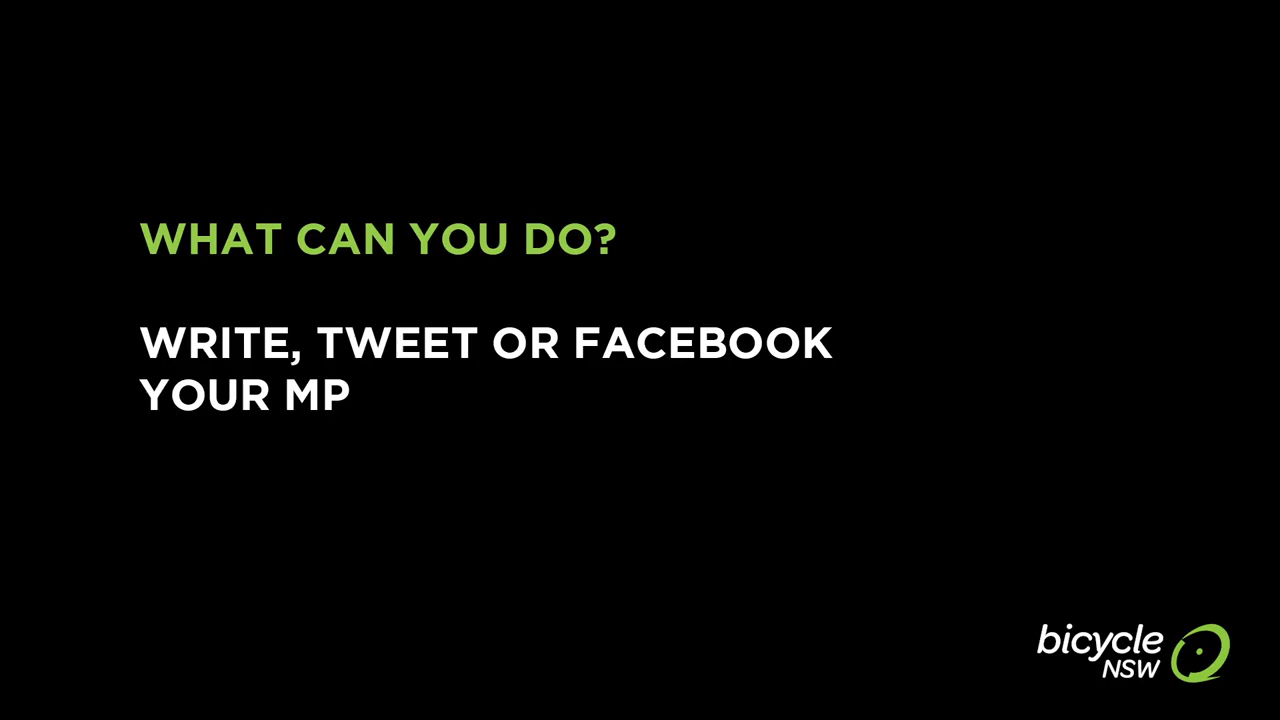 WHAT CAN YOU DO?
WRITE, TWEET OR FACEBOOK
YOUR MP
bicycle
NSW